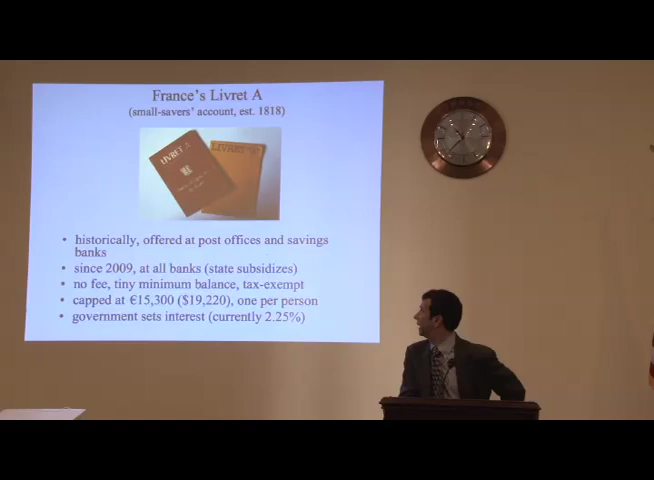 France's Livret A
(small-savers' account, est. 1818)
LIVRET A
LIVRET
• historically, offered at post offices and savings
banks
• since 2009, at all banks (state subsidizes)
• no fee, tiny minimum balance, tax-exempt
• capped at €15,300 ($19,220), one per person
• government sets interest (currently 2.25%)